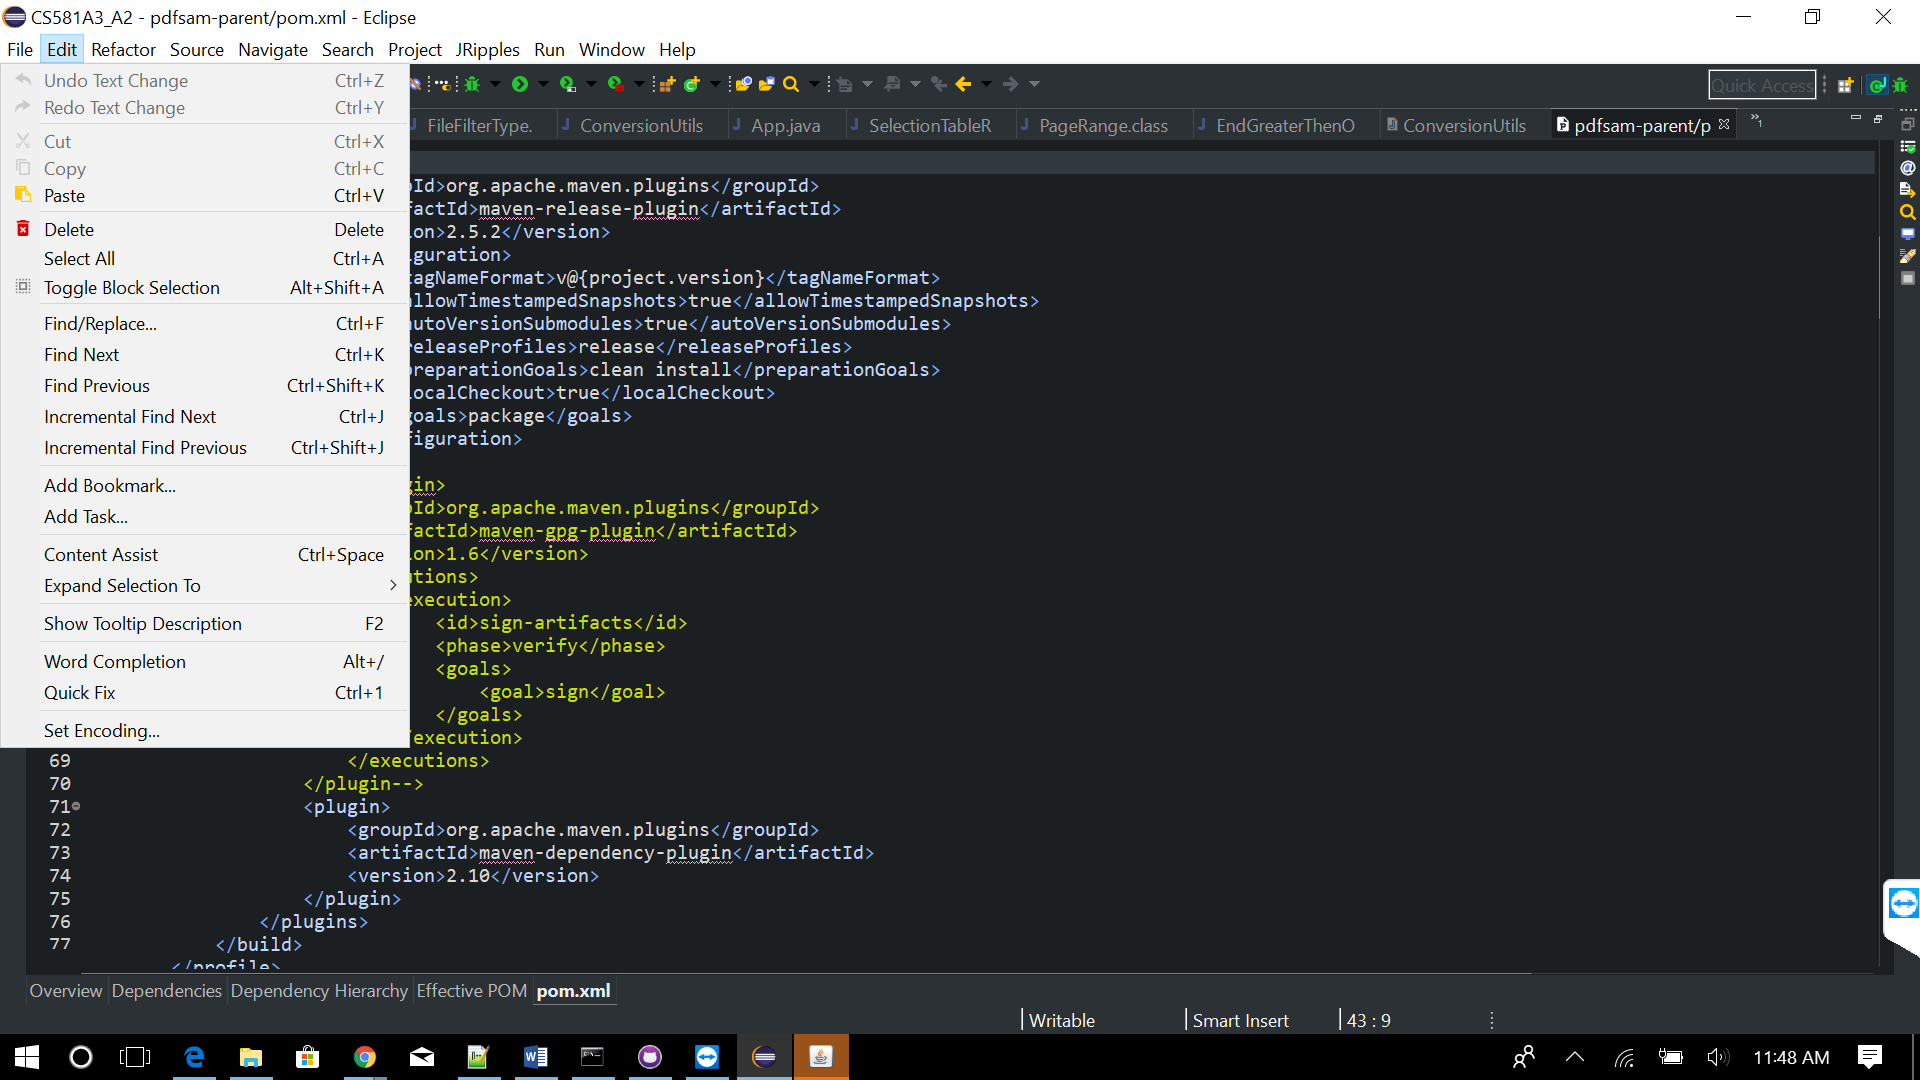 CS581A3_A2 - pdfsam-parent/pom.xml - Eclipse
File Edit Refactor Source Navigate Search Project JRipples Run Window Help
Undo Text Change Ctrl+Z
Redo Text Change Ctrl+Y
Cut Ctrl+X
Copy Ctrl+C
Paste Ctrl+V
Delete Delete
Select All Ctrl+A
Toggle Block Selection Alt+Shift+A
Find/Replace... Ctrl+F
Find Next Ctrl+K
Find Previous Ctrl+Shift+K
Incremental Find Next Ctrl+J
Incremental Find Previous Ctrl+Shift+J
Add Bookmark...
Add Task...
Content Assist Ctrl+Space
Expand Selection To
Show Tooltip Description F2
Word Completion Alt+/
Quick Fix Ctrl+1
Set Encoding...
Quick Access
FileFilterType. ConversionUtils App.java SelectionTableR PageRange.class EndGreaterThenO ConversionUtils pdfsam-parent/p »1
Id>org.apache.maven.plugins</groupId>
factId>maven-release-plugin</artifactId>
on>2.5.2</version>
guration>
tagNameFormat>v@{project.version}</tagNameFormat>
llowTimestampedSnapshots>true</allowTimestampedSnapshots>
utoVersionSubmodules>true</autoVersionSubmodules>
eleaseProfiles>release</releaseProfiles>
reparationGoals>clean install</preparationGoals>
ocalCheckout>true</localCheckout>
goals>package</goals>
figuration>
gin>
Id>org.apache.maven.plugins</groupId>
factId>maven-gpg-plugin</artifactId>
on>1.6</version>
tions>
execution>
<id>sign-artifacts</id>
<phase>verify</phase>
<goals>
<goal>sign</goal>
</goals>
execution>
69 </executions>
70 </plugin-->
71 <plugin>
72 <groupId>org.apache.maven.plugins</groupId>
73 <artifactId>maven-dependency-plugin</artifactId>
74 <version>2.10</version>
75 </plugin>
76 </plugins>
77 </build>
</profile>
Overview Dependencies Dependency Hierarchy Effective POM pom.xml
Writable Smart Insert 43 : 9
11:48 AM